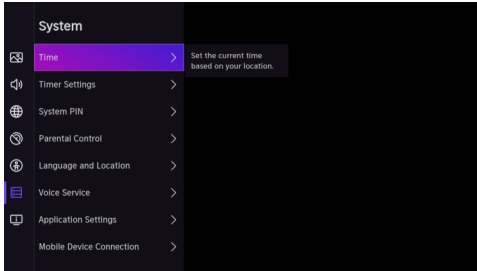 System
Time
Set the current time
based on your location.
Timer Settings
System PIN
Parental Control
Language and Location
Voice Service
Application Settings
Mobile Device Connection